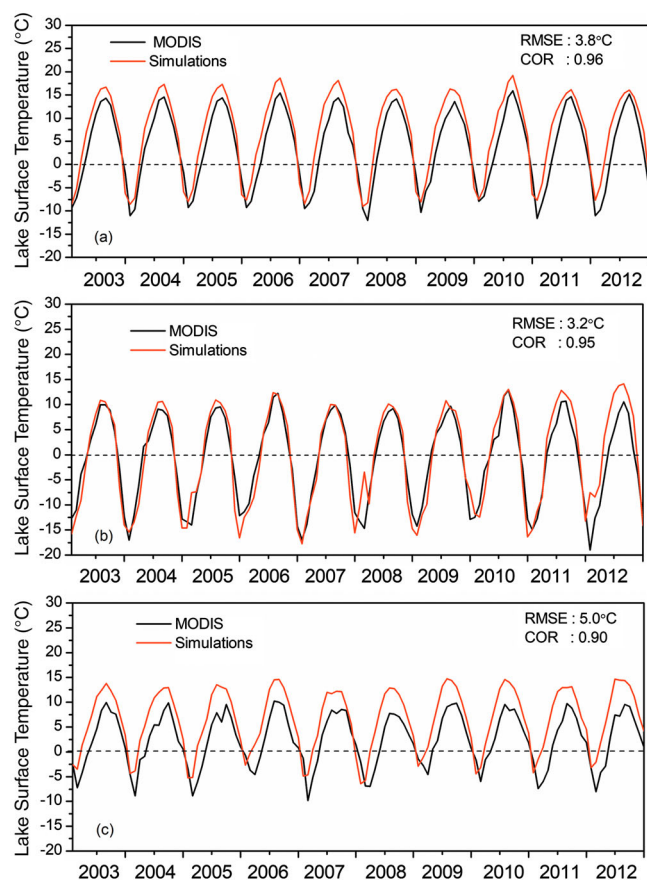 Lake Surface Temperature (°C)
30
25
20
15
10
5
0
-5
-10
-15
-20
MODIS
Simulations
RMSE : 3.8°C
COR : 0.96
(a)
2003 2004 2005 2006 2007 2008 2009 2010 2011 2012
Lake Surface Temperature (°C)
30
25
20
15
10
5
0
-5
-10
-15
-20
MODIS
Simulations
RMSE : 3.2°C
COR : 0.95
(b)
2003 2004 2005 2006 2007 2008 2009 2010 2011 2012
Lake Surface Temperature (°C)
30
25
20
15
10
5
0
-5
-10
-15
-20
MODIS
Simulations
RMSE : 5.0°C
COR : 0.90
(c)
2003 2004 2005 2006 2007 2008 2009 2010 2011 2012